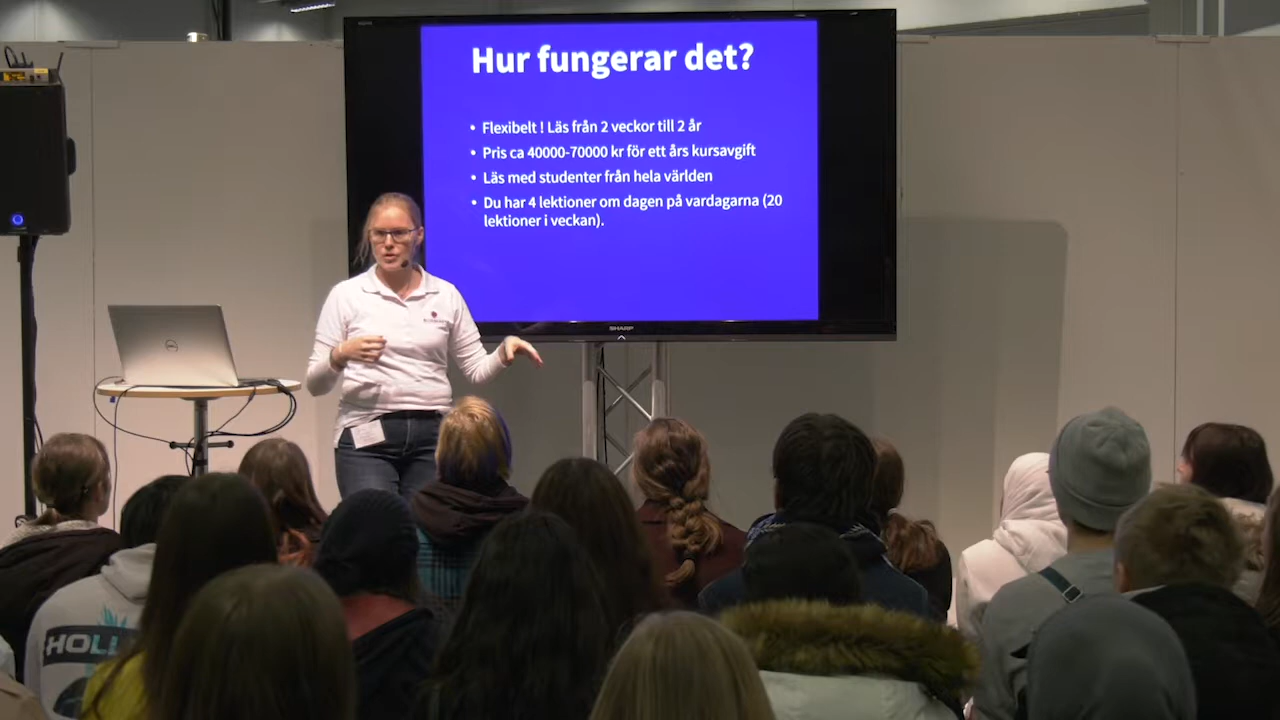 Hur fungerar det?
• Flexibelt ! Läs från 2 veckor till 2 år
• Pris ca 40000-70000 kr för ett års kursavgift
• Läs med studenter från hela världen
• Du har 4 lektioner om dagen på vardagarna (20
lektioner i veckan).
SHARP
DELL
HOLL